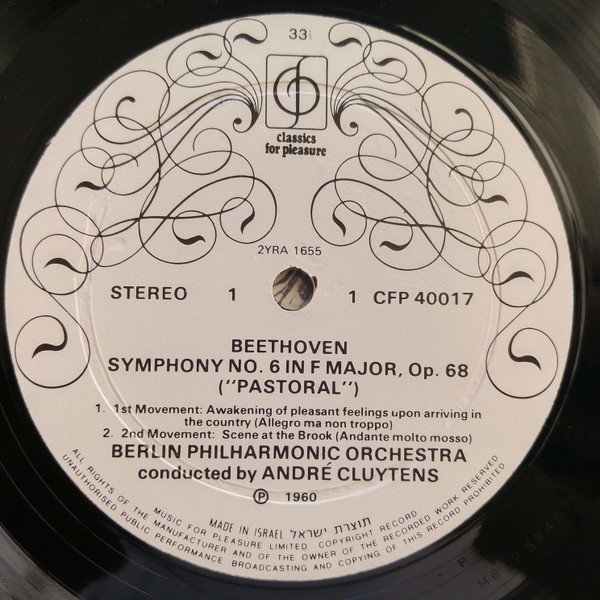 33⅓
classics
for pleasure
2YRA 1655
STEREO 1 1 CFP 40017
BEETHOVEN
SYMPHONY NO. 6 IN F MAJOR, Op. 68
("PASTORAL")
1. 1st Movement: Awakening of pleasant feelings upon arriving in
the country (Allegro ma non troppo)
2. 2nd Movement: Scene at the Brook (Andante molto mosso)
BERLIN PHILHARMONIC ORCHESTRA
conducted by ANDRÉ CLUYTENS
Ⓟ 1960
MADE IN ISRAEL תוצרת ישראל
MUSIC FOR PLEASURE LIMITED COPYRIGHT RECORD
ALL RIGHTS OF THE MANUFACTURER AND OF THE OWNER OF THE RECORDED WORK RESERVED
UNAUTHORISED PUBLIC PERFORMANCE, BROADCASTING AND COPYING OF THIS RECORD PROHIBITED